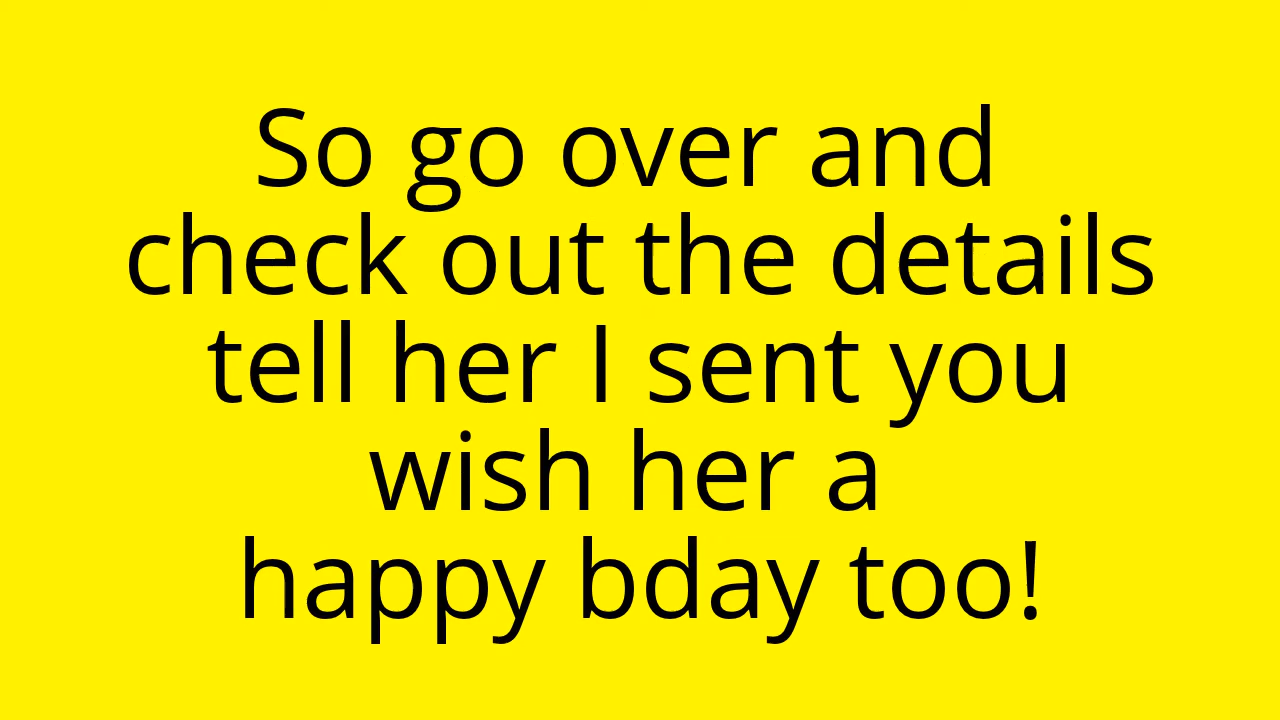 So go over and
check out the details
tell her I sent you
wish her a
happy bday too!